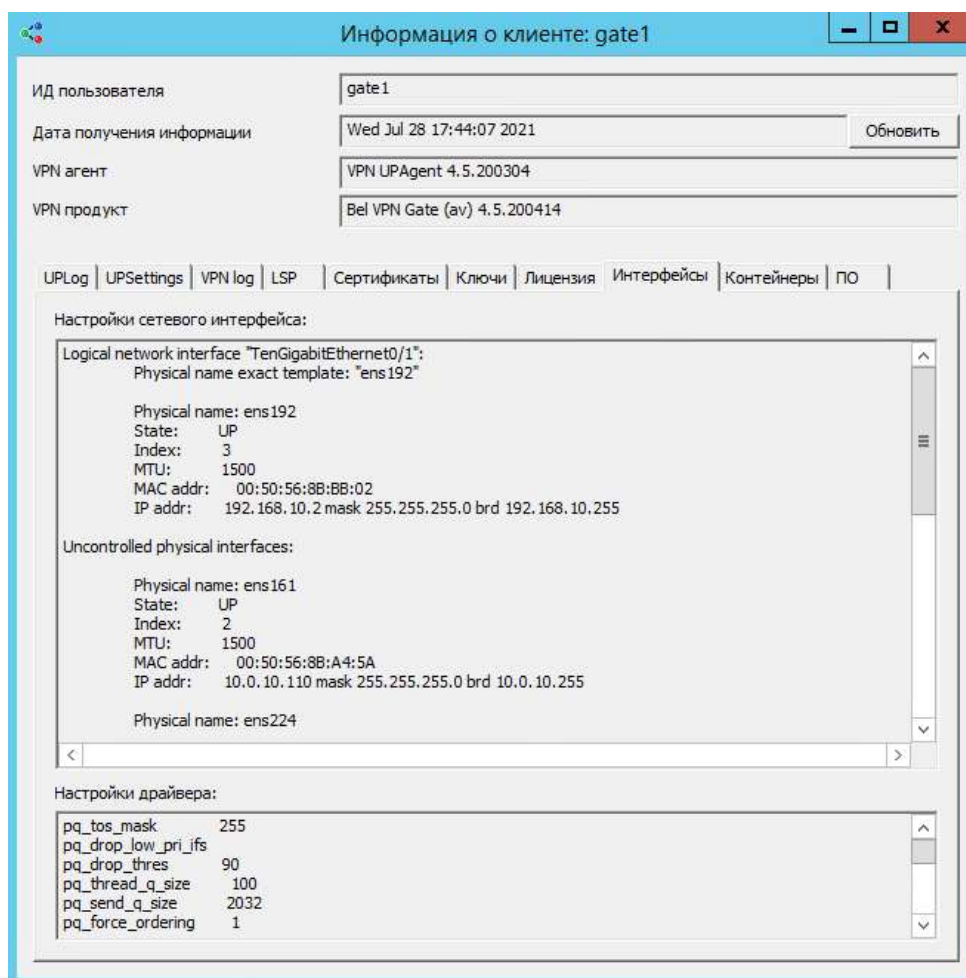 Информация о клиенте: gate1
ИД пользователя gate1
Дата получения информации Wed Jul 28 17:44:07 2021 Обновить
VPN агент VPN UPAgent 4.5.200304
VPN продукт Bel VPN Gate (av) 4.5.200414
UPLog UPSettings VPN log LSP Сертификаты Ключи Лицензия Интерфейсы Контейнеры ПО
Настройки сетевого интерфейса:
Logical network interface "TenGigabitEthernet0/1":
Physical name exact template: "ens192"
Physical name: ens192
State: UP
Index: 3
MTU: 1500
MAC addr: 00:50:56:8B:BB:02
IP addr: 192.168.10.2 mask 255.255.255.0 brd 192.168.10.255
Uncontrolled physical interfaces:
Physical name: ens161
State: UP
Index: 2
MTU: 1500
MAC addr: 00:50:56:8B:A4:5A
IP addr: 10.0.10.110 mask 255.255.255.0 brd 10.0.10.255
Physical name: ens224
Настройки драйвера:
pq_tos_mask 255
pq_drop_low_pri_ifs
pq_drop_thres 90
pq_thread_q_size 100
pq_send_q_size 2032
pq_force_ordering 1